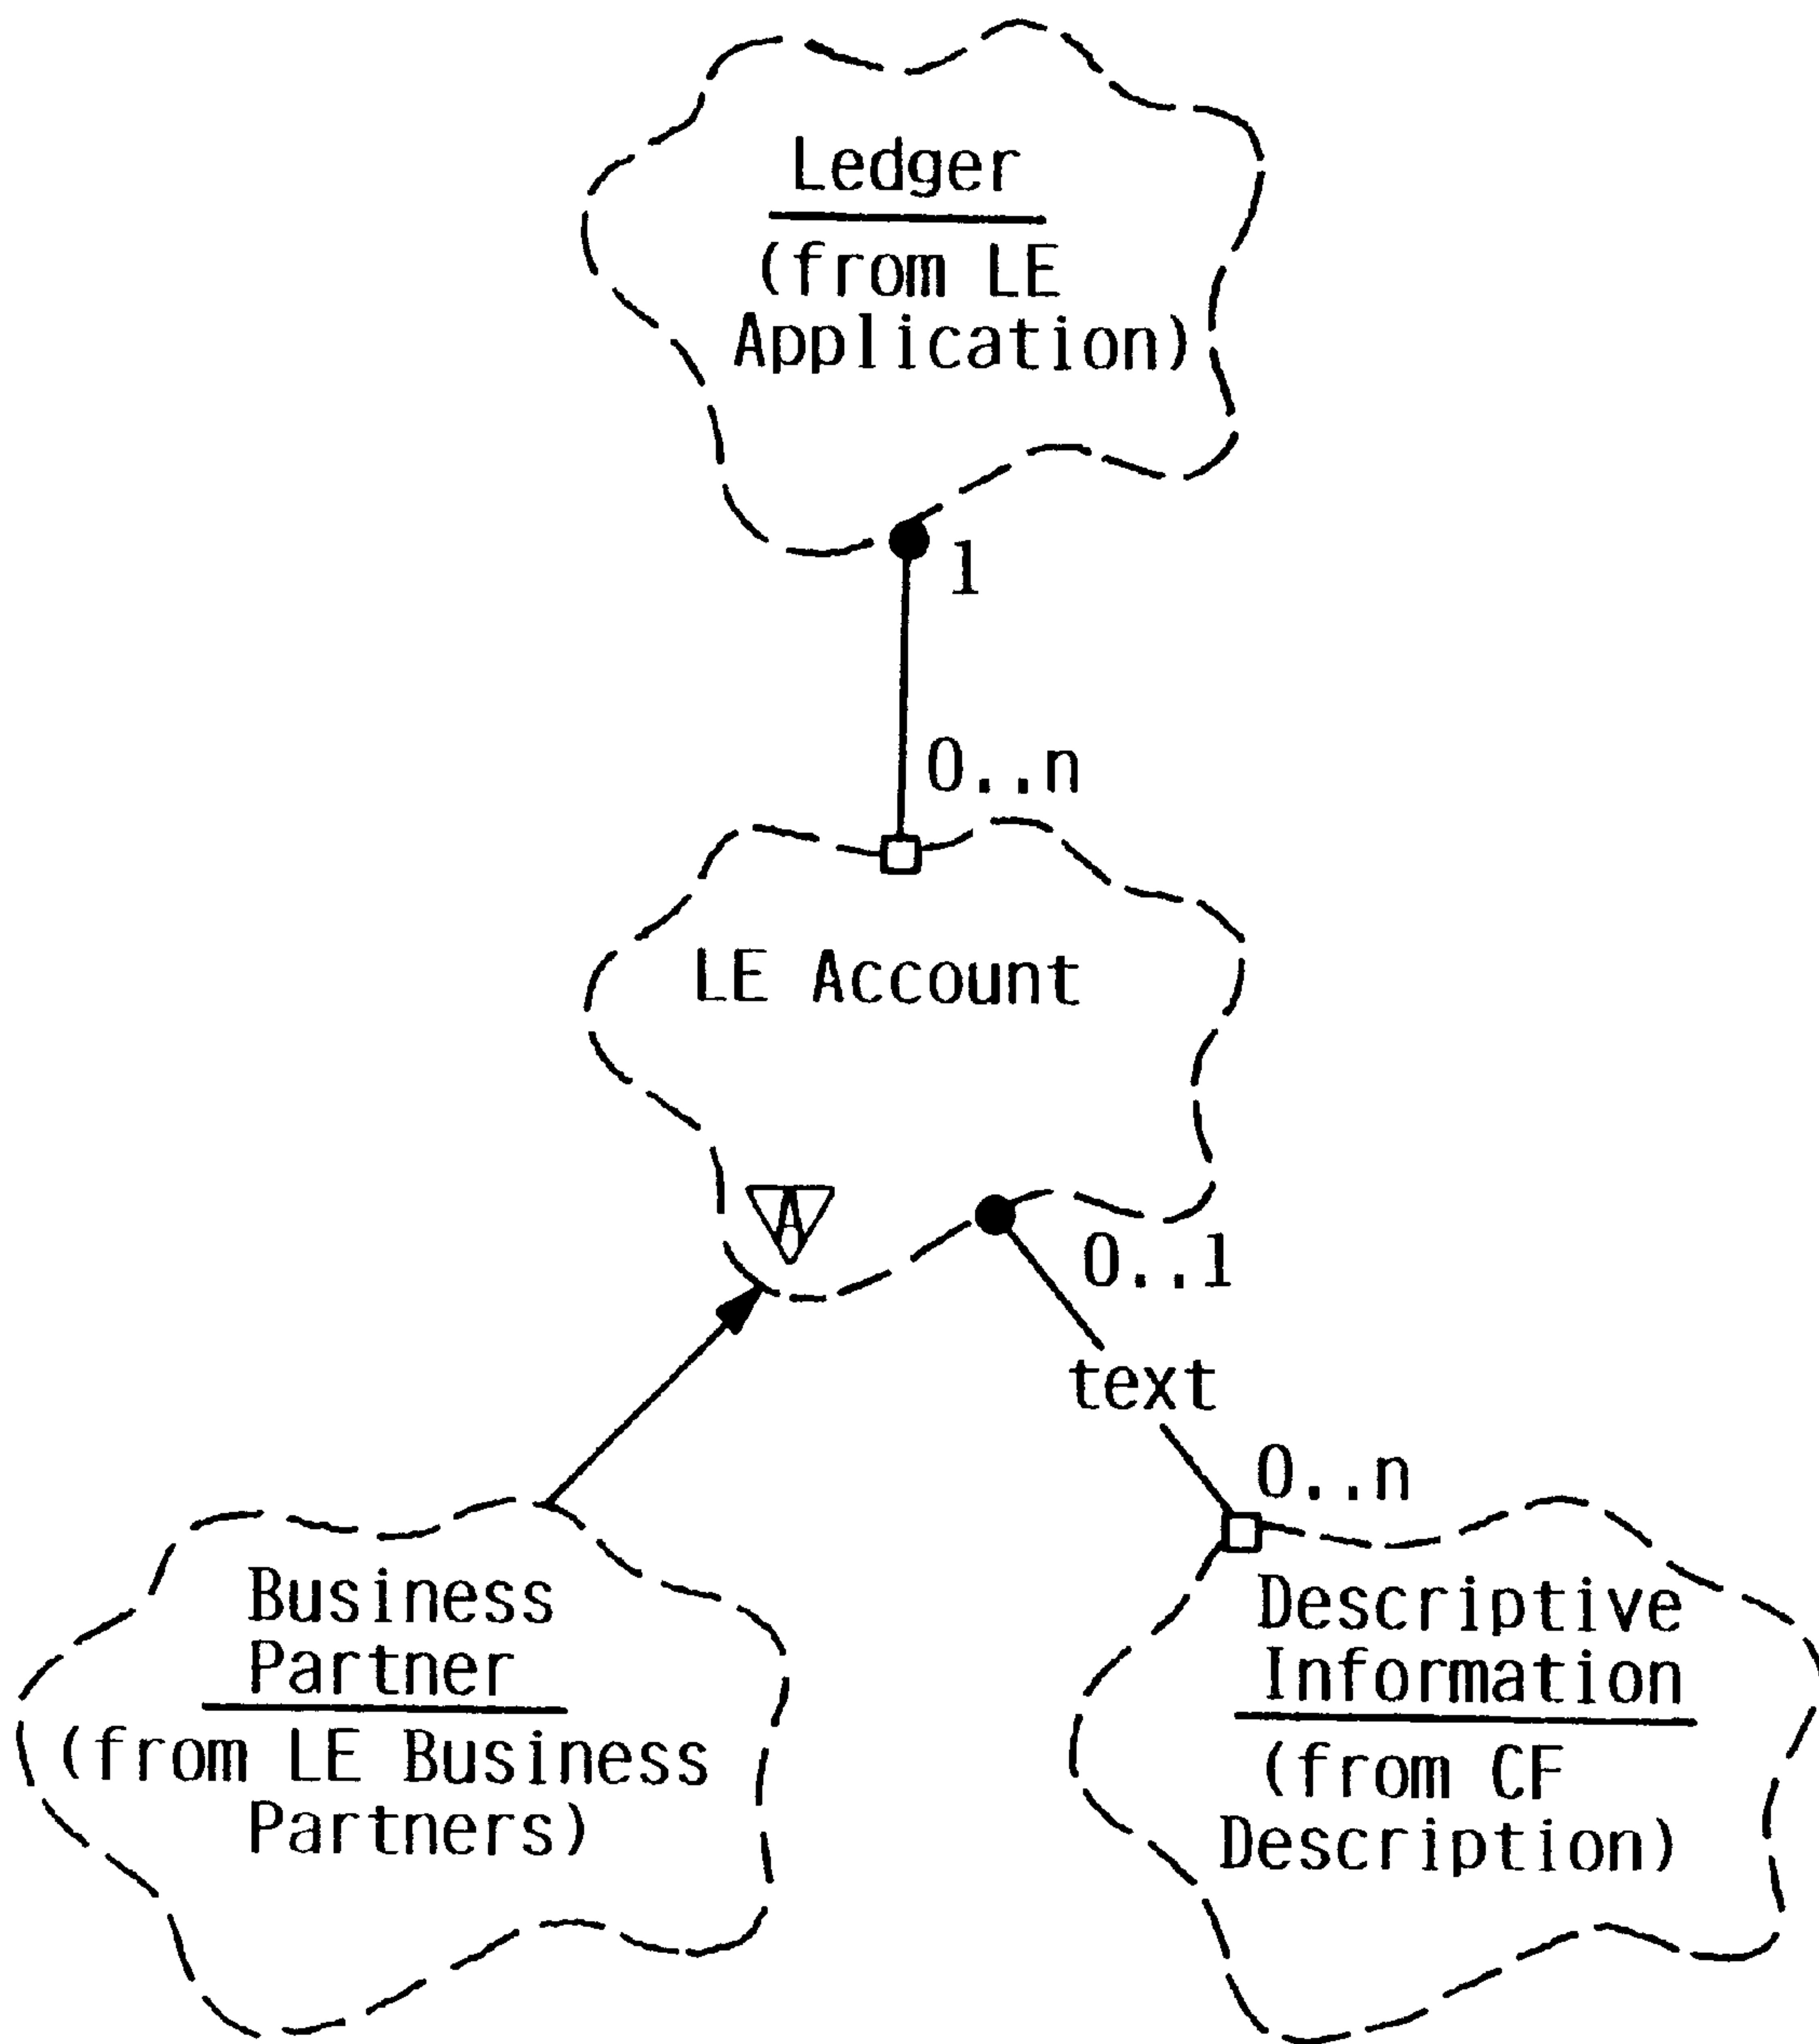 Ledger
(from LE
Application)
1
0..n
LE Account
A
0..1
text
0..n
Business
Partner
(from LE Business
Partners)
Descriptive
Information
(from CF
Description)